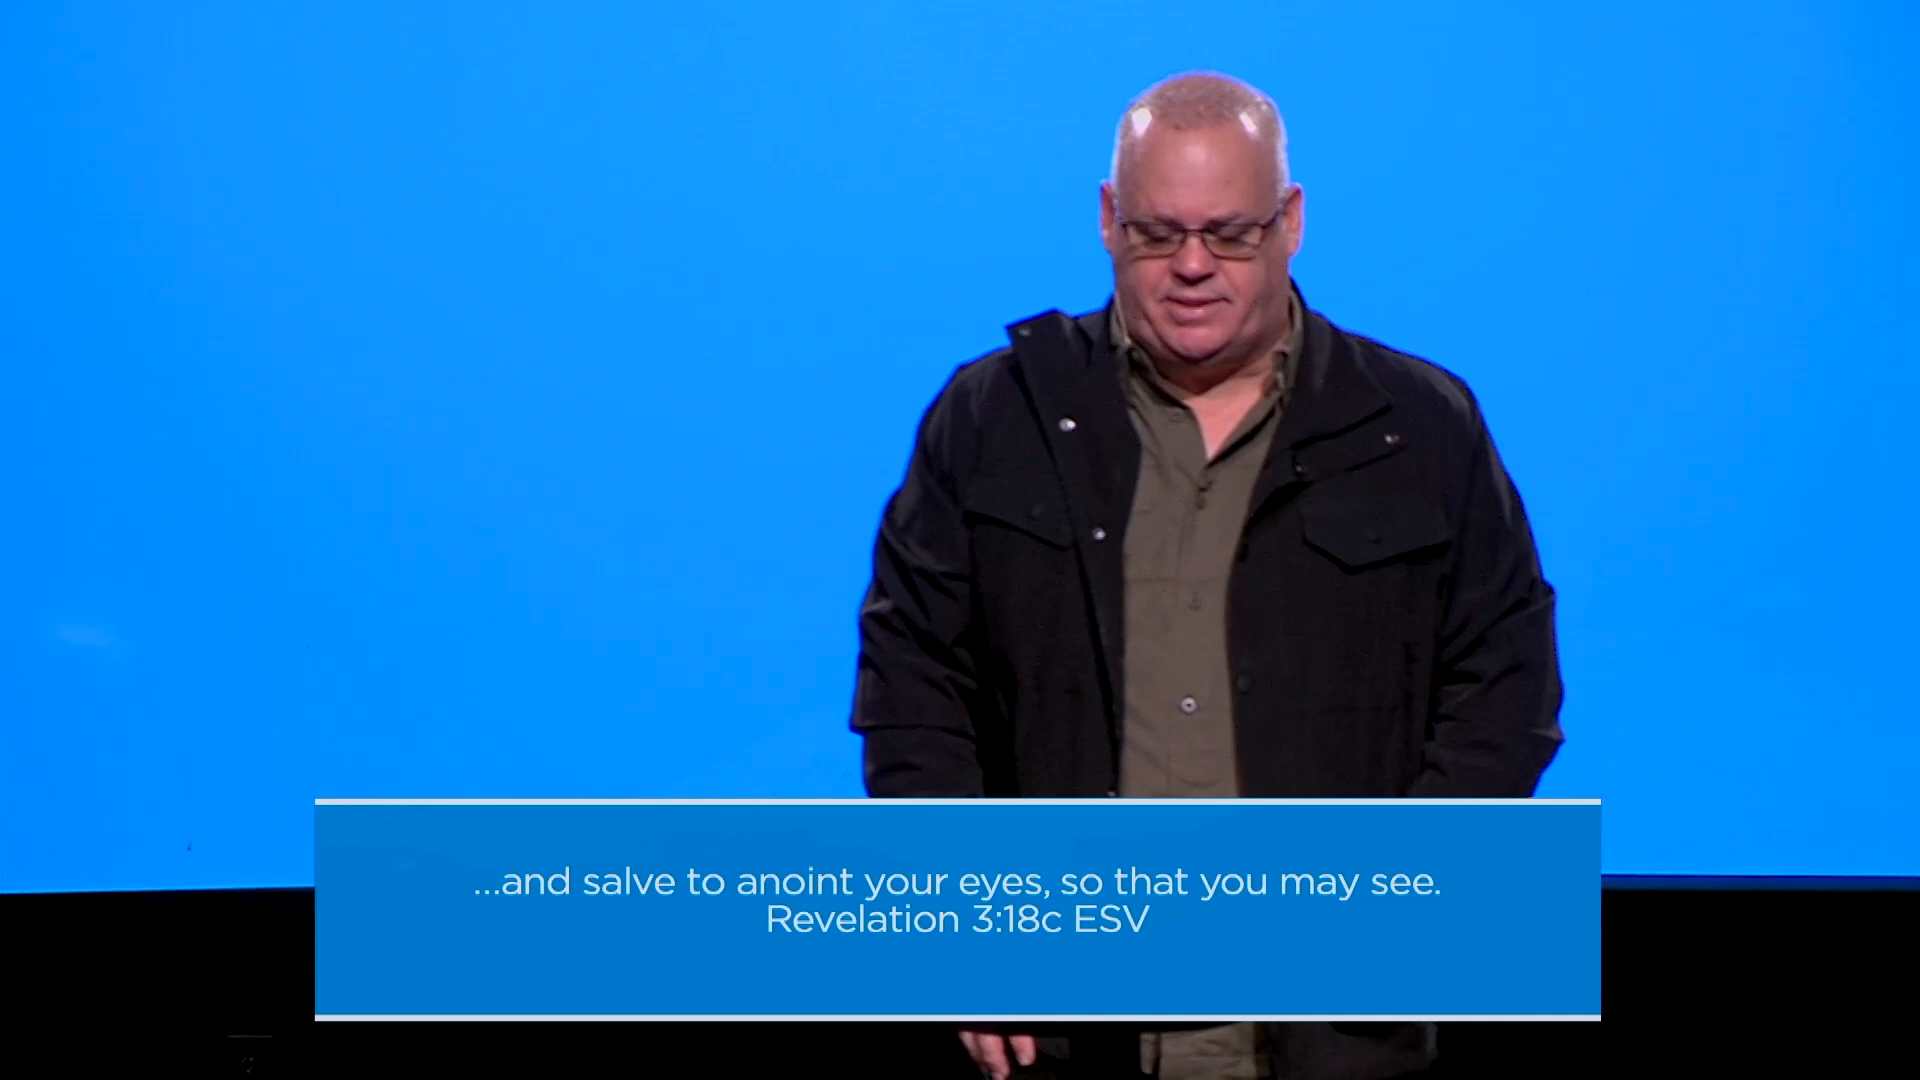 ...and salve to anoint your eyes, so that you may see.
Revelation 3:18c ESV